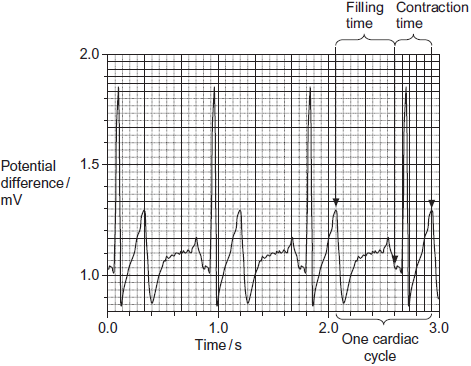 Filling time
Contraction time
2.0
Potential difference/ mV
1.5
1.0
0.0
1.0
2.0
3.0
Time/s
One cardiac cycle